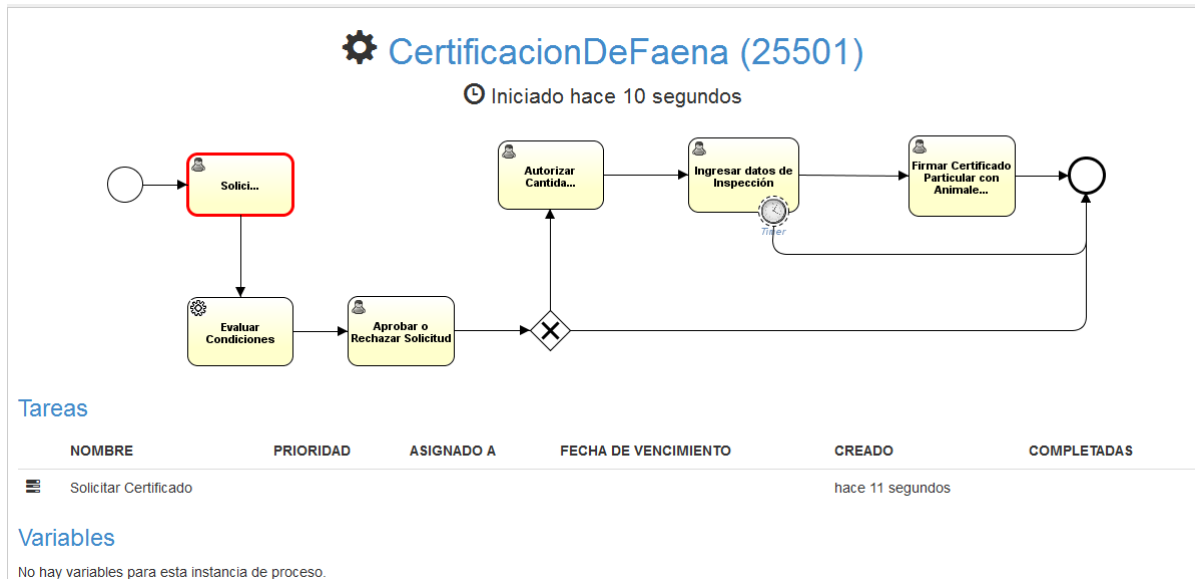 CertificacionDeFaena (25501)
Iniciado hace 10 segundos
Solici...
Autorizar
Cantida...
Ingresar datos de
Inspección
Timer
Firmar Certificado
Particular con
Animale...
Evaluar
Condiciones
Aprobar o
Rechazar Solicitud
Tareas
NOMBRE PRIORIDAD ASIGNADO A FECHA DE VENCIMIENTO CREADO COMPLETADAS
Solicitar Certificado hace 11 segundos
Variables
No hay variables para esta instancia de proceso.